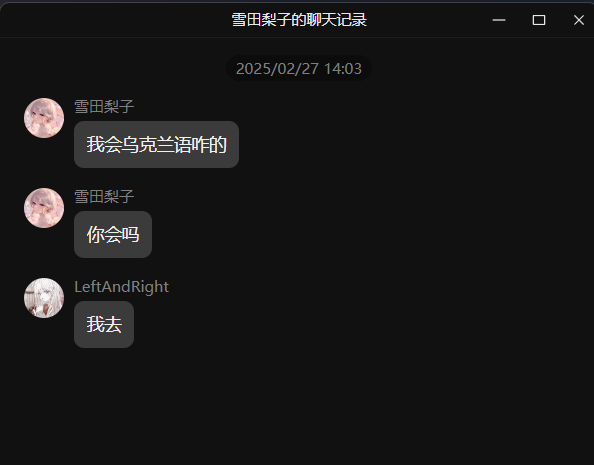 雪田梨子的聊天记录
2025/02/27 14:03
雪田梨子
我会乌克兰语咋的
雪田梨子
你会吗
LeftAndRight
我去